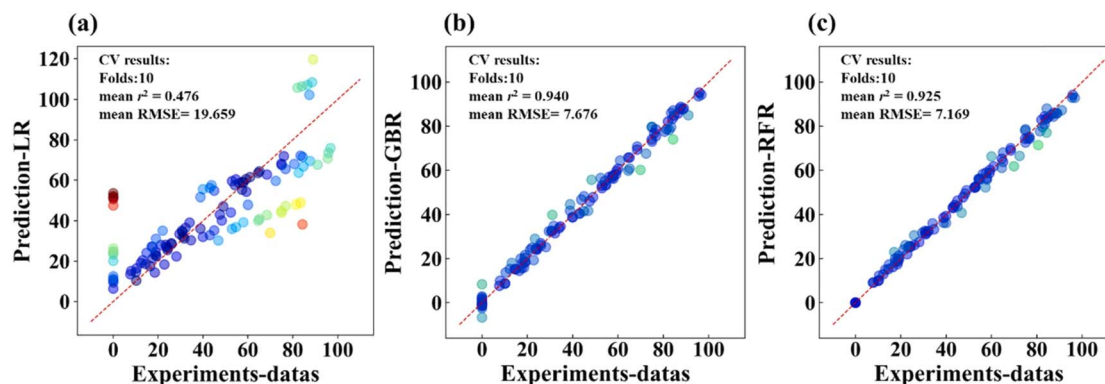 (a)
CV results:
Folds:10
mean r² = 0.476
mean RMSE= 19.659
Prediction-LR
120
100
80
60
40
20
0
0 20 40 60 80 100
Experiments-datas
(b)
CV results:
Folds:10
mean r² = 0.940
mean RMSE= 7.676
Prediction-GBR
100
80
60
40
20
0
0 20 40 60 80 100
Experiments-datas
(c)
CV results:
Folds:10
mean r² = 0.925
mean RMSE= 7.169
Prediction-RFR
100
80
60
40
20
0
0 20 40 60 80 100
Experiments-datas